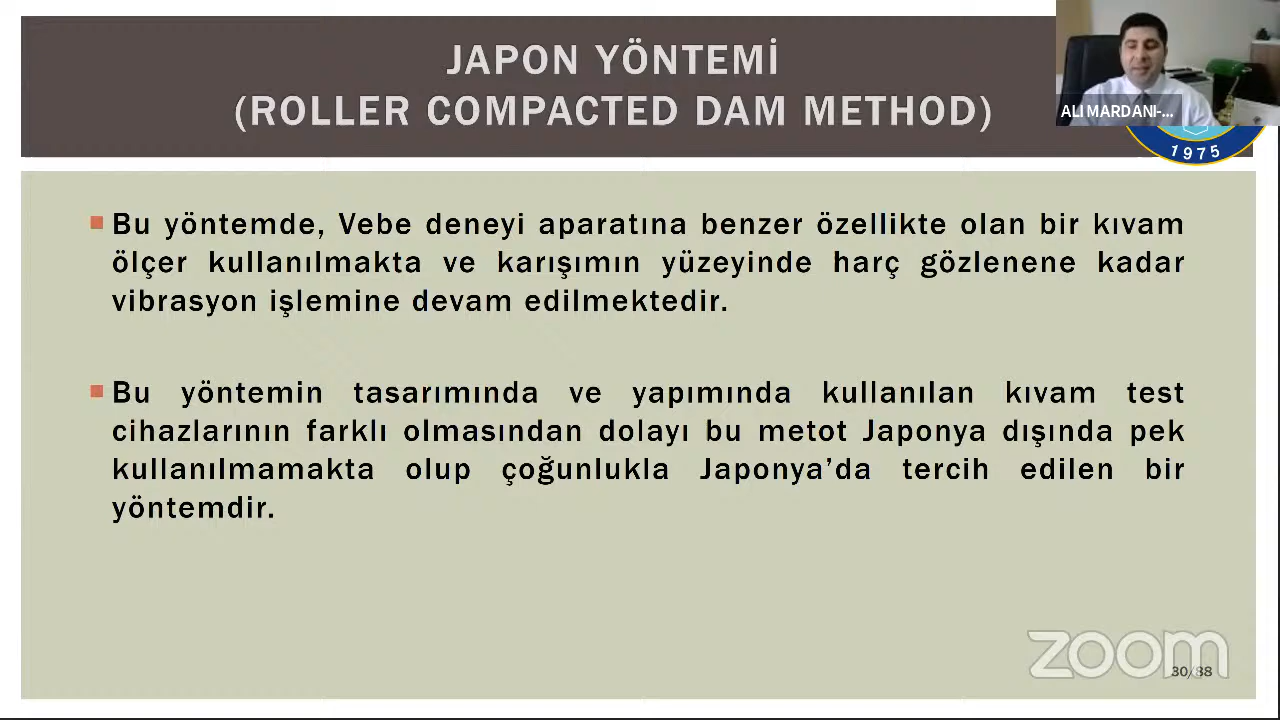 JAPON YÖNTEMİ
(ROLLER COMPACTED DAM METHOD)
ALI MARDANI-...
1975
Bu yöntemde, Vebe deneyi aparatına benzer özellikte olan bir kıvam
ölçer kullanılmakta ve karışımın yüzeyinde harç gözlenene kadar
vibrasyon işlemine devam edilmektedir.
Bu yöntemin tasarımında ve yapımında kullanılan kıvam test
cihazlarının farklı olmasından dolayı bu metot Japonya dışında pek
kullanılmamakta olup çoğunlukla Japonya’da tercih edilen bir
yöntemdir.
zoom
30/88